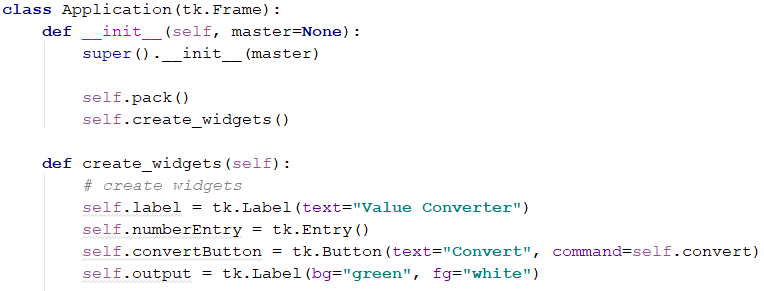 class Application(tk.Frame):
    def __init__(self, master=None):
        super().__init__(master)

        self.pack()
        self.create_widgets()

    def create_widgets(self):
        # create widgets
        self.label = tk.Label(text="Value Converter")
        self.numberEntry = tk.Entry()
        self.convertButton = tk.Button(text="Convert", command=self.convert)
        self.output = tk.Label(bg="green", fg="white")